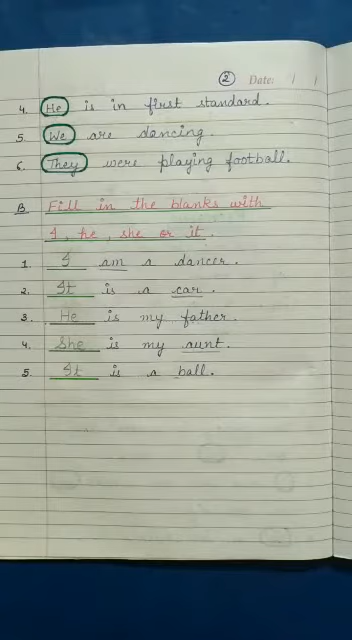 2 Date: / /
4. He is in first standard.
5. We are dancing.
6. They were playing football.
B Fill in the blanks with
I, he, she or it.
1. I am a dancer.
2. It is a car.
3. He is my father.
4. She is my aunt.
5. It is a ball.